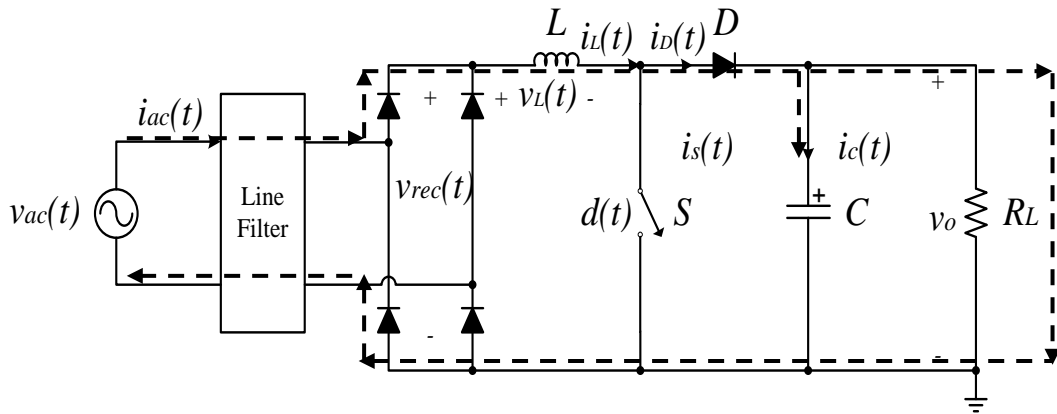 L
iL(t)
iD(t)
D
+
+
vL(t)
-
+
iac(t)
is(t)
ic(t)
vac(t)
Line
Filter
vrec(t)
d(t)
S
+
C
vo
RL
-
-